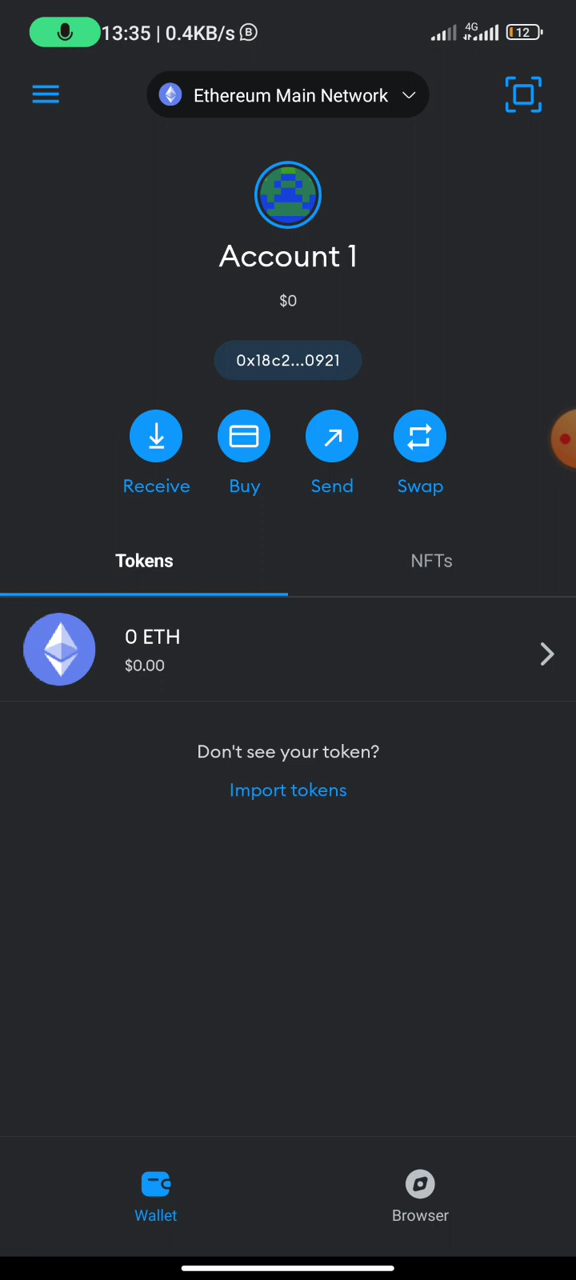 13:35 | 0.4KB/s B 4G 12
Ethereum Main Network
Account 1
$0
0x18c2...0921
Receive Buy Send Swap
Tokens NFTs
0 ETH
$0.00
Don't see your token?
Import tokens
Wallet Browser